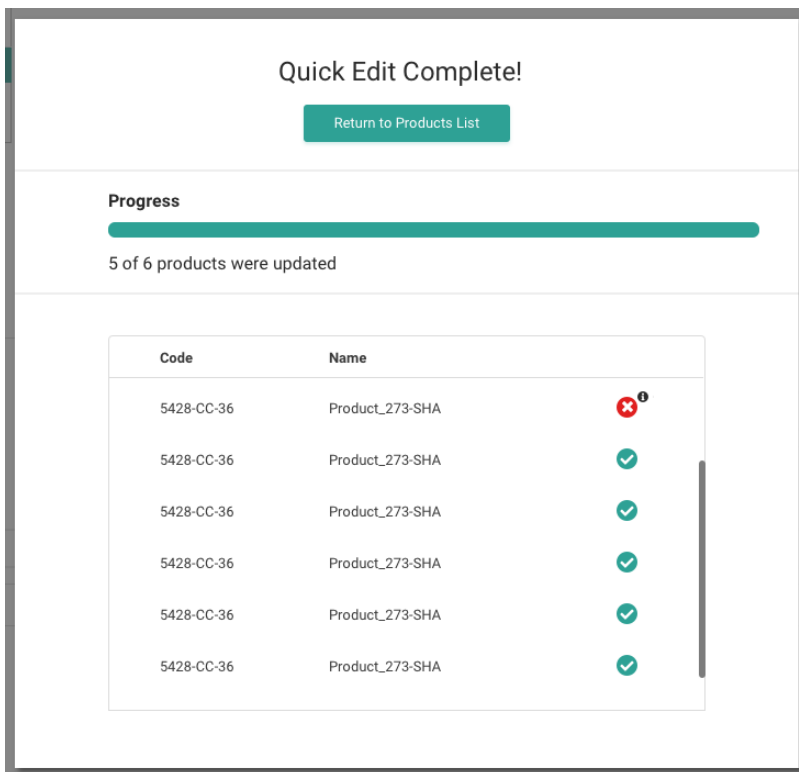 Quick Edit Complete!
Return to Products List
Progress
5 of 6 products were updated
Code Name
5428-CC-36 Product_273-SHA
5428-CC-36 Product_273-SHA
5428-CC-36 Product_273-SHA
5428-CC-36 Product_273-SHA
5428-CC-36 Product_273-SHA
5428-CC-36 Product_273-SHA